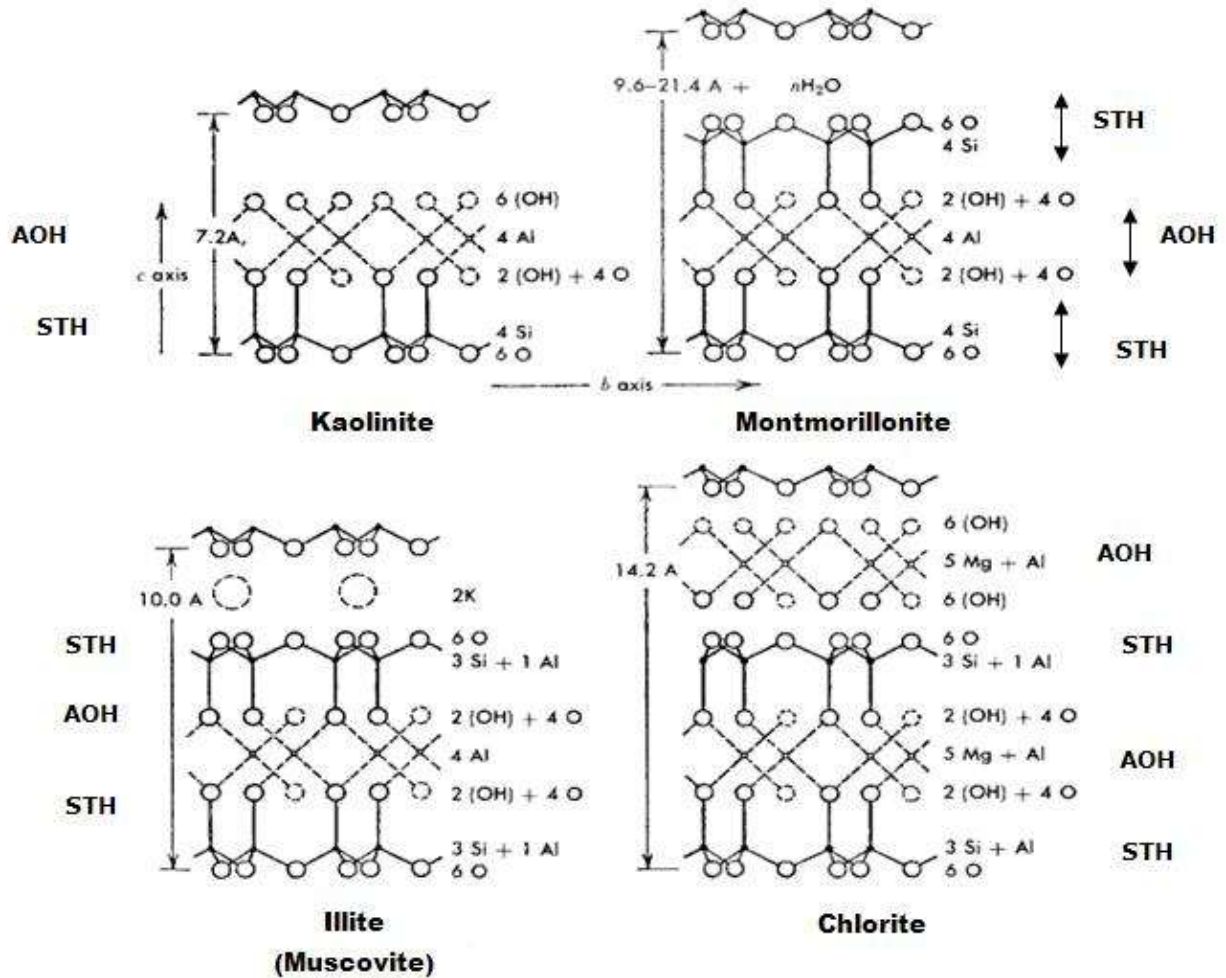 9.6–21.4 A + nH₂O
6 O
4 Si
STH
6 (OH)
2 (OH) + 4 O
AOH
7.2A,
4 Al
4 Al
AOH
c axis
2 (OH) + 4 O
2 (OH) + 4 O
STH
4 Si
4 Si
6 O
6 O
STH
b axis
Kaolinite
Montmorillonite
6 (OH)
AOH
14.2 A
5 Mg + Al
10.0 A
2K
6 (OH)
STH
6 O
6 O
STH
3 Si + 1 Al
3 Si + 1 Al
AOH
2 (OH) + 4 O
2 (OH) + 4 O
4 Al
5 Mg + Al
AOH
STH
2 (OH) + 4 O
2 (OH) + 4 O
3 Si + 1 Al
3 Si + Al
STH
6 O
6 O
Illite
Chlorite
(Muscovite)